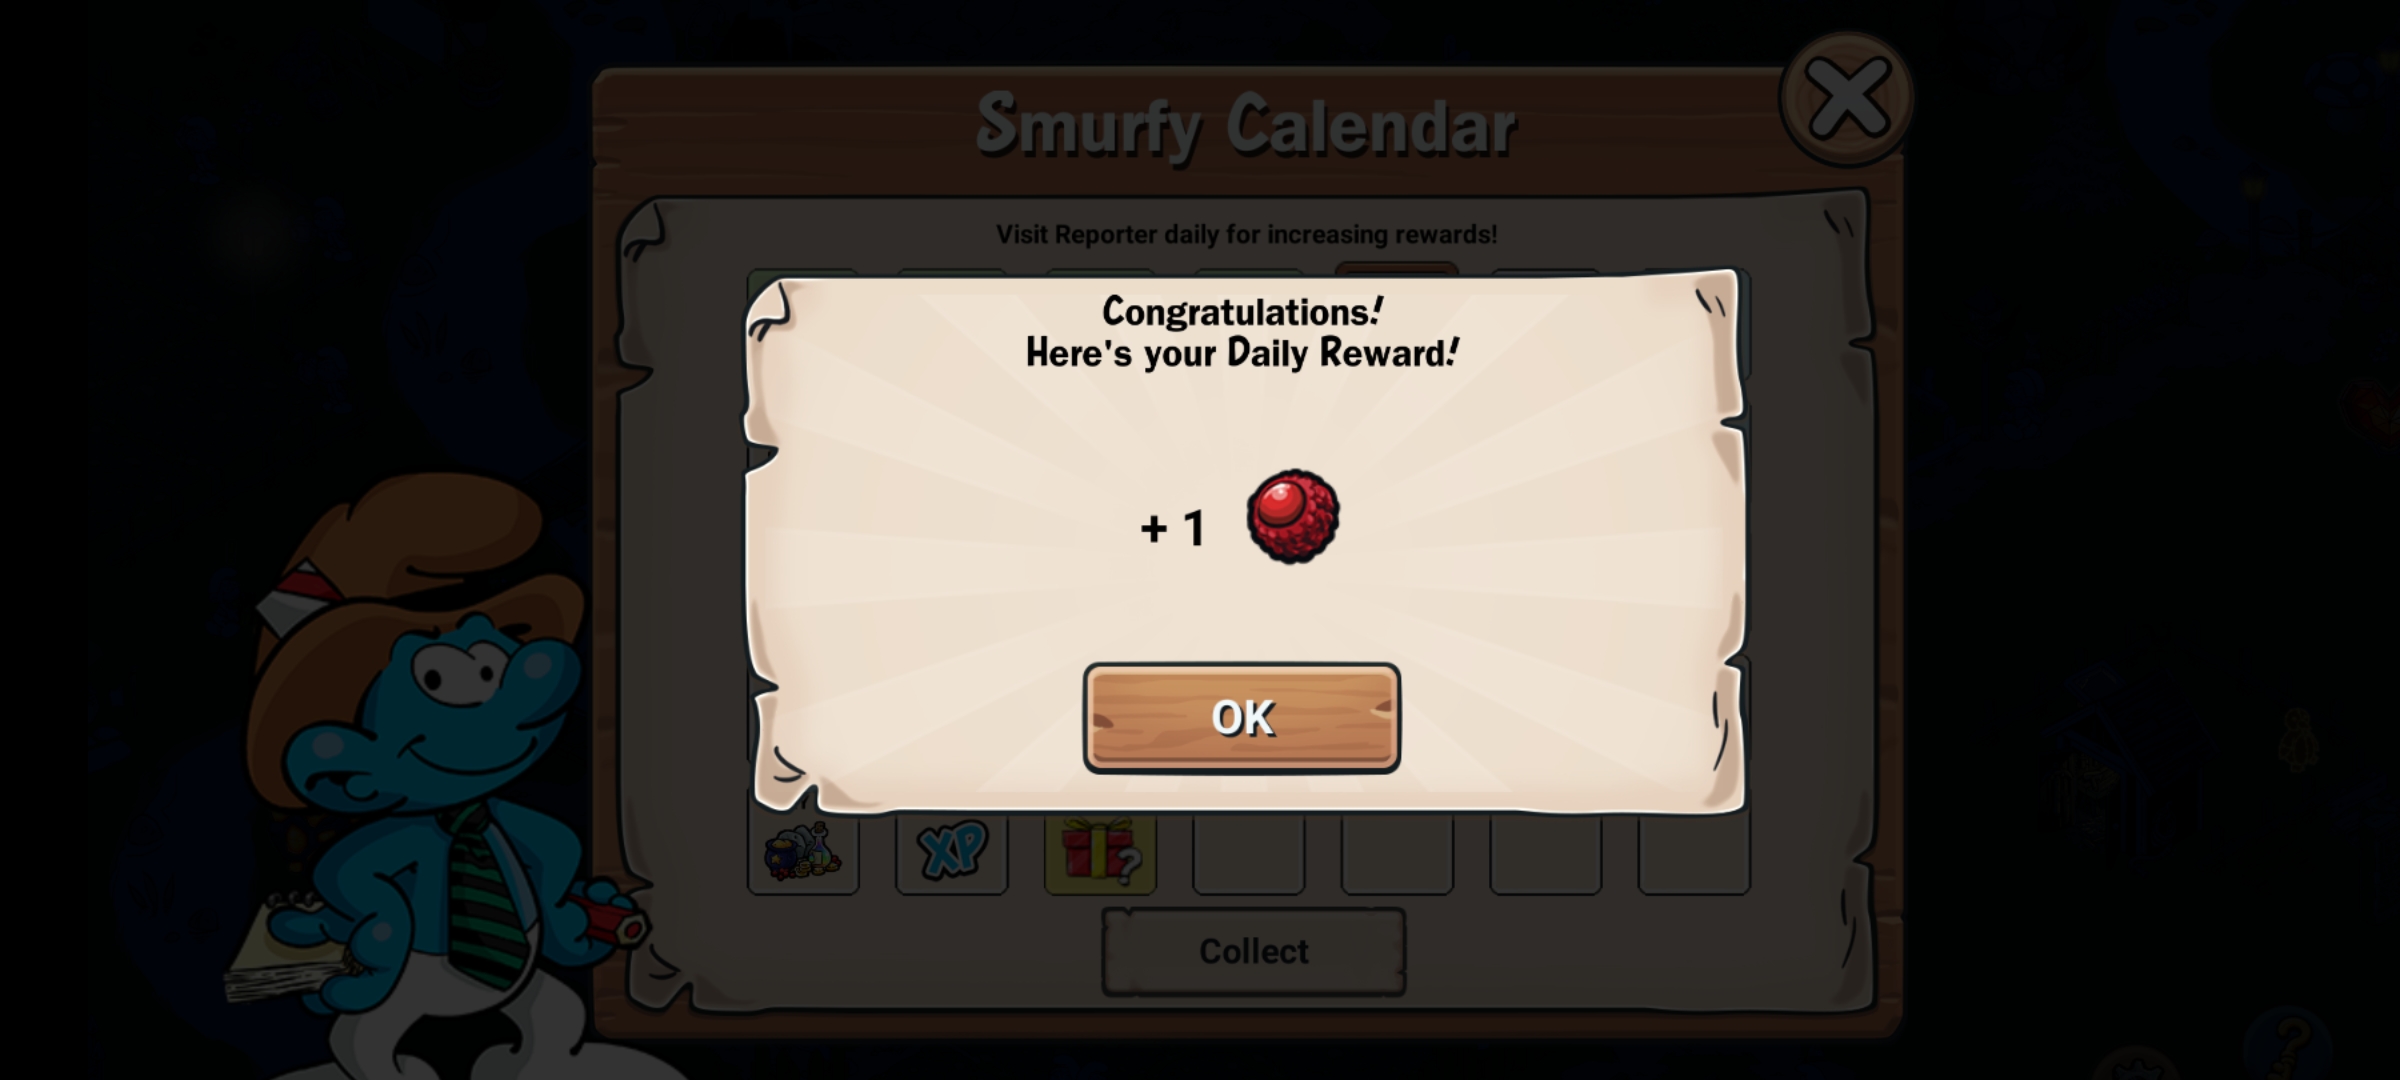 Smurfy Calendar
Visit Reporter daily for increasing rewards!
Congratulations!
Here's your Daily Reward!
+ 1
OK
XP
?
Collect